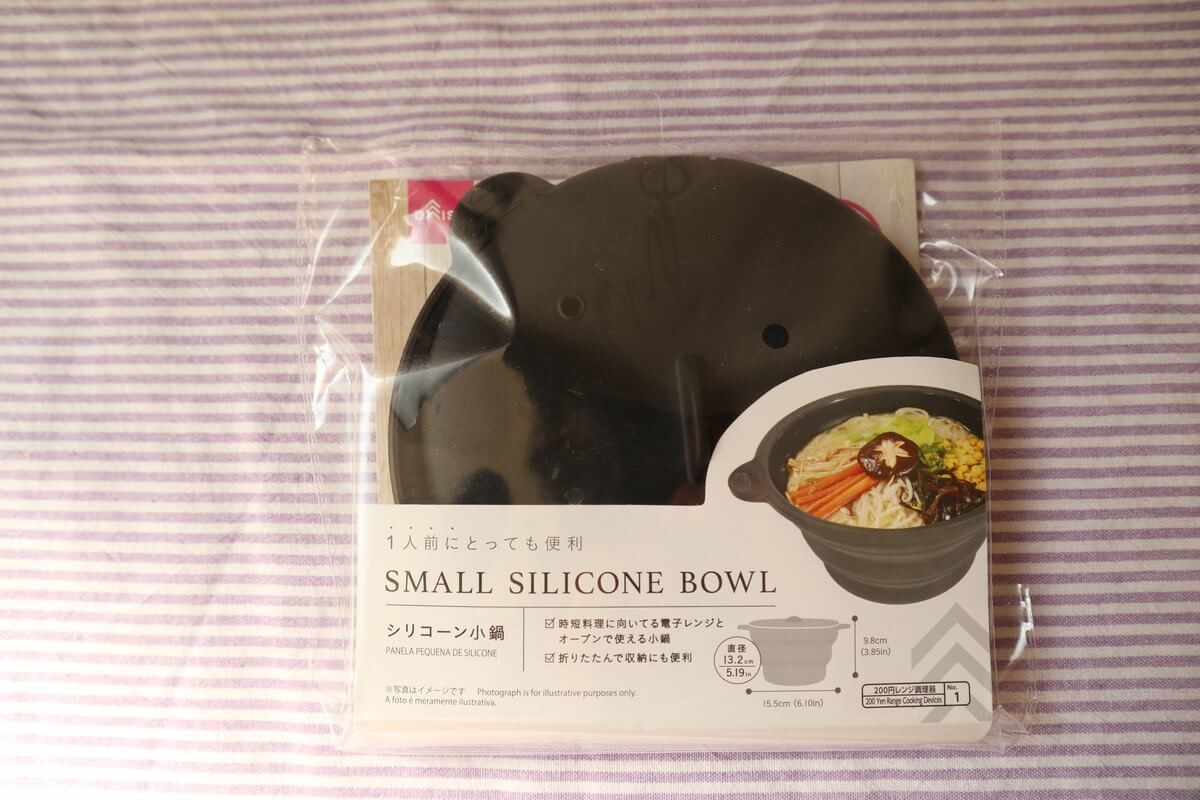 1人前にとっても便利
SMALL SILICONE BOWL
シリコーン小鍋
PANELA PEQUENA DE SILICONE
☑時短料理に向いてる電子レンジと
オーブンで使える小鍋
☑折りたたんで収納にも便利
直径
13.2cm
5.19in
9.8cm
(3.85in)
15.5cm (6.10in)
※写真はイメージです Photograph is for illustrative purposes only.
A foto é meramente ilustrativa.
200円レンジ調理器
200 Yen Range Cooking Devices
No.
1